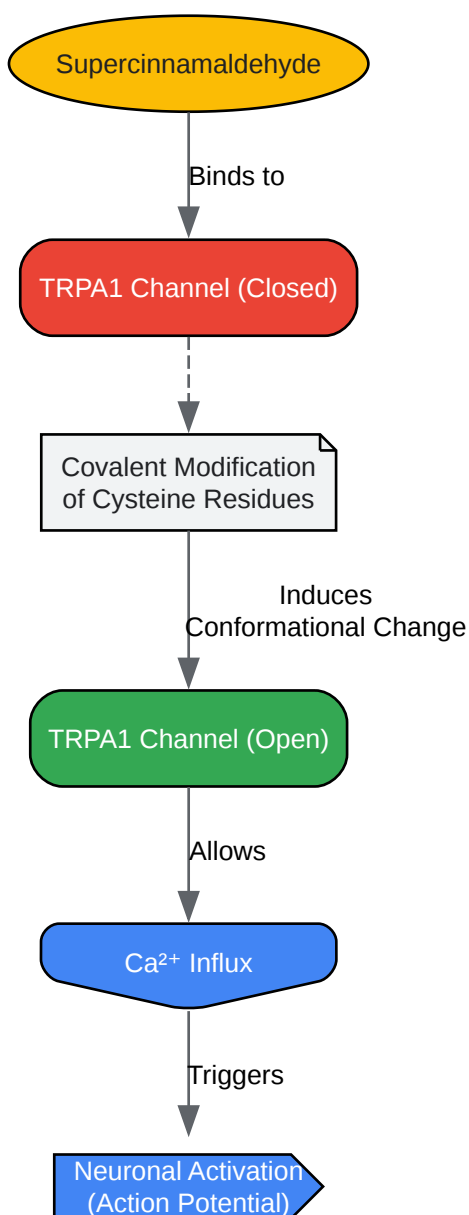 Supercinnamaldehyde
Binds to
TRPA1 Channel (Closed)
Covalent Modification
of Cysteine Residues
Induces
Conformational Change
TRPA1 Channel (Open)
Allows
Ca²⁺ Influx
Triggers
Neuronal Activation
(Action Potential)